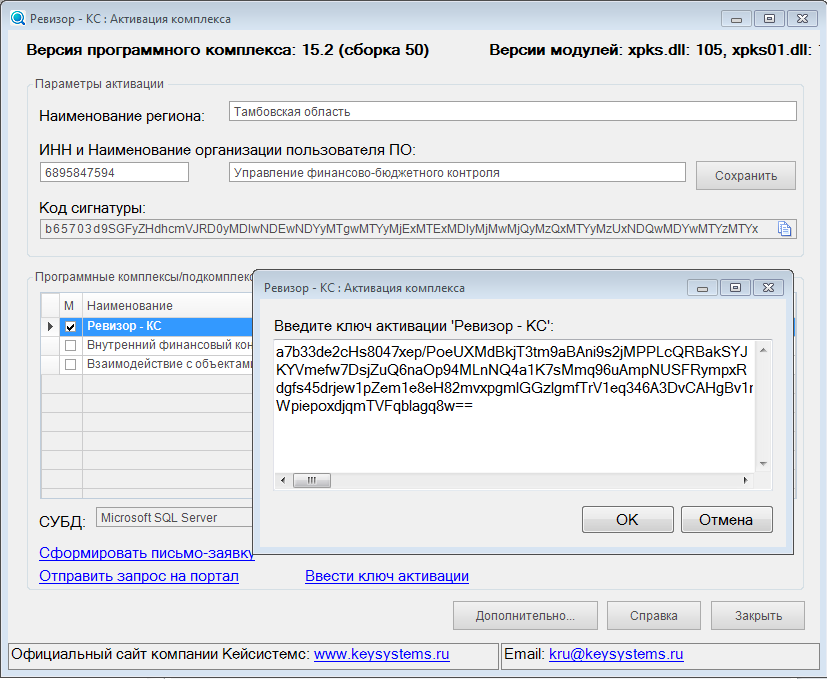 Ревизор - КС : Активация комплекса
Версия программного комплекса: 15.2 (сборка 50)
Версии модулей: xpks.dll: 105, xpks01.dll:
Параметры активации
Наименование региона:
Тамбовская область
ИНН и Наименование организации пользователя ПО:
6895847594
Управление финансово-бюджетного контроля
Сохранить
Код сигнатуры:
b65703d9SGFyZHdhcmVJRD0yMDIwNDEwNDYyMTgwMTYyMjExMTExMDIyMjMwMjQyMzQxMTYyMzUxNDQwMDYwMTYzMTYx
Программные комплексы/подкомплек
М
Наименование
Ревизор - КС
Внутренний финансовый кон
Взаимодействие с объектами
СУБД:
Microsoft SQL Server
Сформировать письмо-заявку
Отправить запрос на портал
Ввести ключ активации
Ревизор - КС : Активация комплекса
Введите ключ активации 'Ревизор - КС':
a7b33de2cHs8047xep/PoeUXMdBkjT3tm9aBAni9s2jMPPLcQRBakSYJ
KYVmefw7DsjZuQ6naOp94MLnNQ4a1K7sMmq96uAmpNUSFRympxR
dgfs45drjew1pZem1e8eH82mvxpgmlGGzlgmfTrV1eq346A3DvCAHgBv1r
WpiepoxdjqmTVFqblagq8w==
OK
Отмена
Дополнительно...
Справка
Закрыть
Официальный сайт компании Кейсистемс: www.keysystems.ru
Email: kru@keysystems.ru